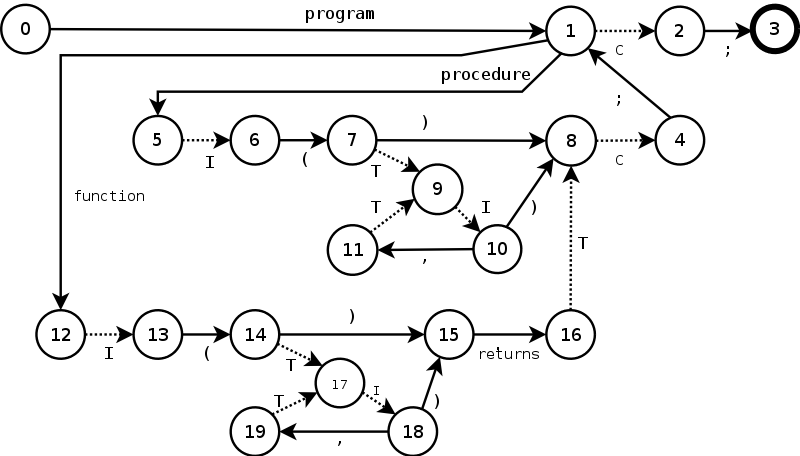 program
0 1 2 3
C ;
procedure
;
5 6 7 ) 8 4
I ( T C
9
function
T I )
11 , 10
T
12 13 14 ) 15 16
I ( returns
T
17 I
T )
19 , 18